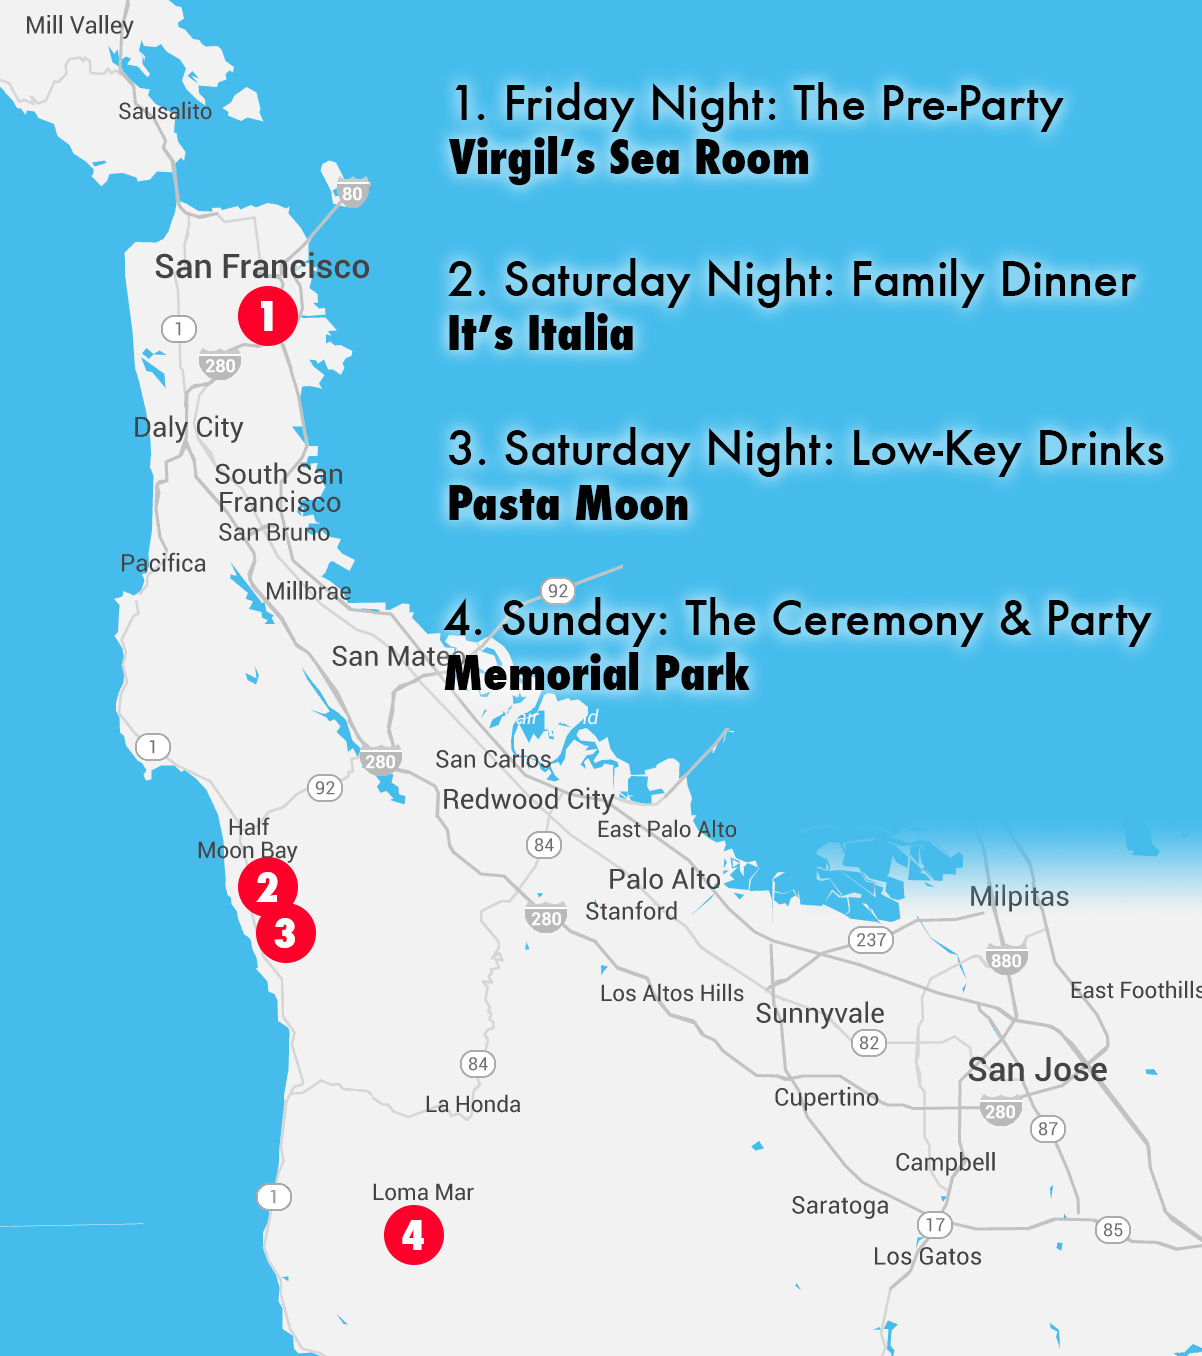 Mill Valley
Sausalito
1. Friday Night: The Pre-Party
Virgil's Sea Room
80
San Francisco
1
1
280
2. Saturday Night: Family Dinner
It's Italia
Daly City
South San
Francisco
San Bruno
Pacifica
Millbrae
3. Saturday Night: Low-Key Drinks
Pasta Moon
92
4. Sunday: The Ceremony & Party
San Mateo
Memorial Park
1
280
San Carlos
92
Redwood City
Half
Moon Bay
East Palo Alto
84
2
Palo Alto
Milpitas
Stanford
280
3
237
880
Los Altos Hills
East Foothills
Sunnyvale
82
84
San Jose
La Honda
Cupertino
280
87
Campbell
Loma Mar
1
Saratoga
4
17
85
Los Gatos